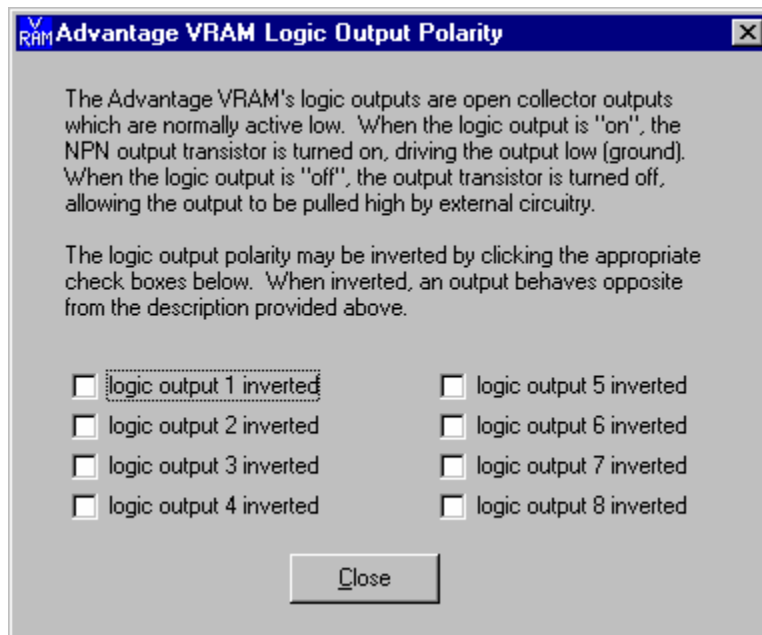 V RAM Advantage VRAM Logic Output Polarity
The Advantage VRAM's logic outputs are open collector outputs
which are normally active low. When the logic output is "on", the
NPN output transistor is turned on, driving the output low (ground).
When the logic output is "off", the output transistor is turned off,
allowing the output to be pulled high by external circuitry.
The logic output polarity may be inverted by clicking the appropriate
check boxes below. When inverted, an output behaves opposite
from the description provided above.
logic output 1 inverted
logic output 2 inverted
logic output 3 inverted
logic output 4 inverted
logic output 5 inverted
logic output 6 inverted
logic output 7 inverted
logic output 8 inverted
Close